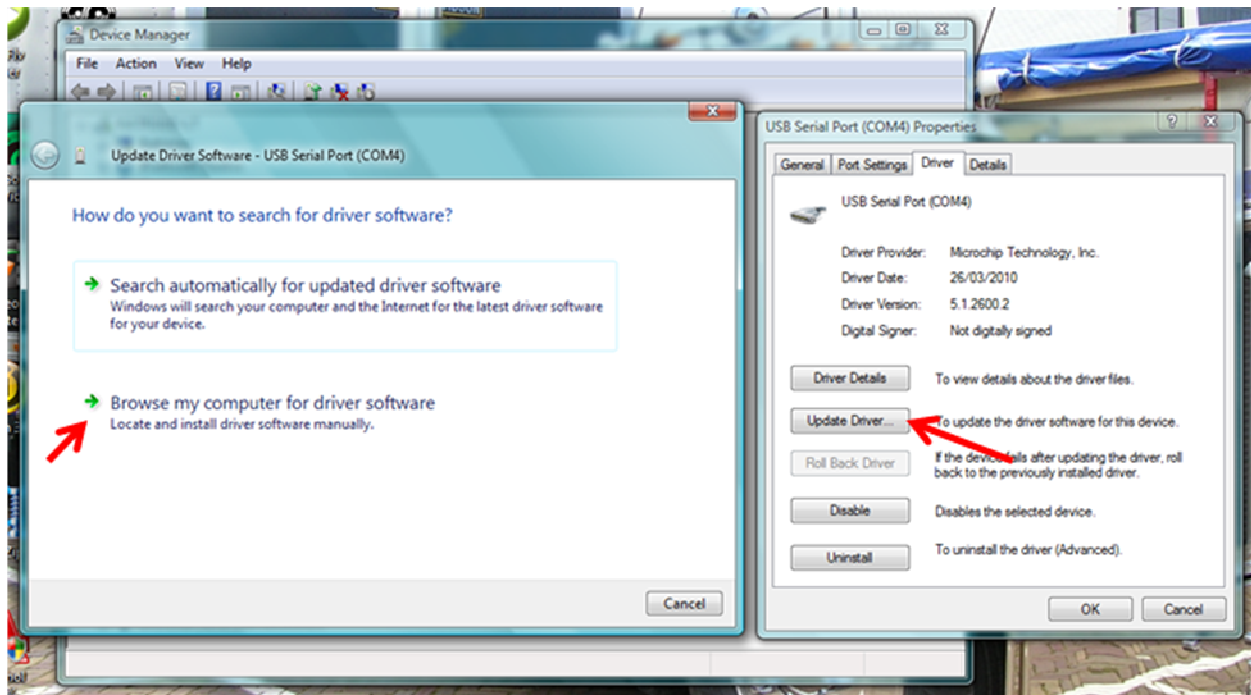 Device Manager
File Action View Help
Update Driver Software - USB Serial Port (COM4)
How do you want to search for driver software?
Search automatically for updated driver software
Windows will search your computer and the Internet for the latest driver software
for your device.
Browse my computer for driver software
Locate and install driver software manually.
Cancel
USB Serial Port (COM4) Properties
General Port Settings Driver Details
USB Serial Port (COM4)
Driver Provider: Microchip Technology, Inc.
Driver Date: 26/03/2010
Driver Version: 5.1.2600.2
Digital Signer: Not digitally signed
Driver Details To view details about the driver files.
Update Driver... To update the driver software for this device.
Roll Back Driver If the device fails after updating the driver, roll
back to the previously installed driver.
Disable Disables the selected device.
Uninstall To uninstall the driver (Advanced).
OK Cancel